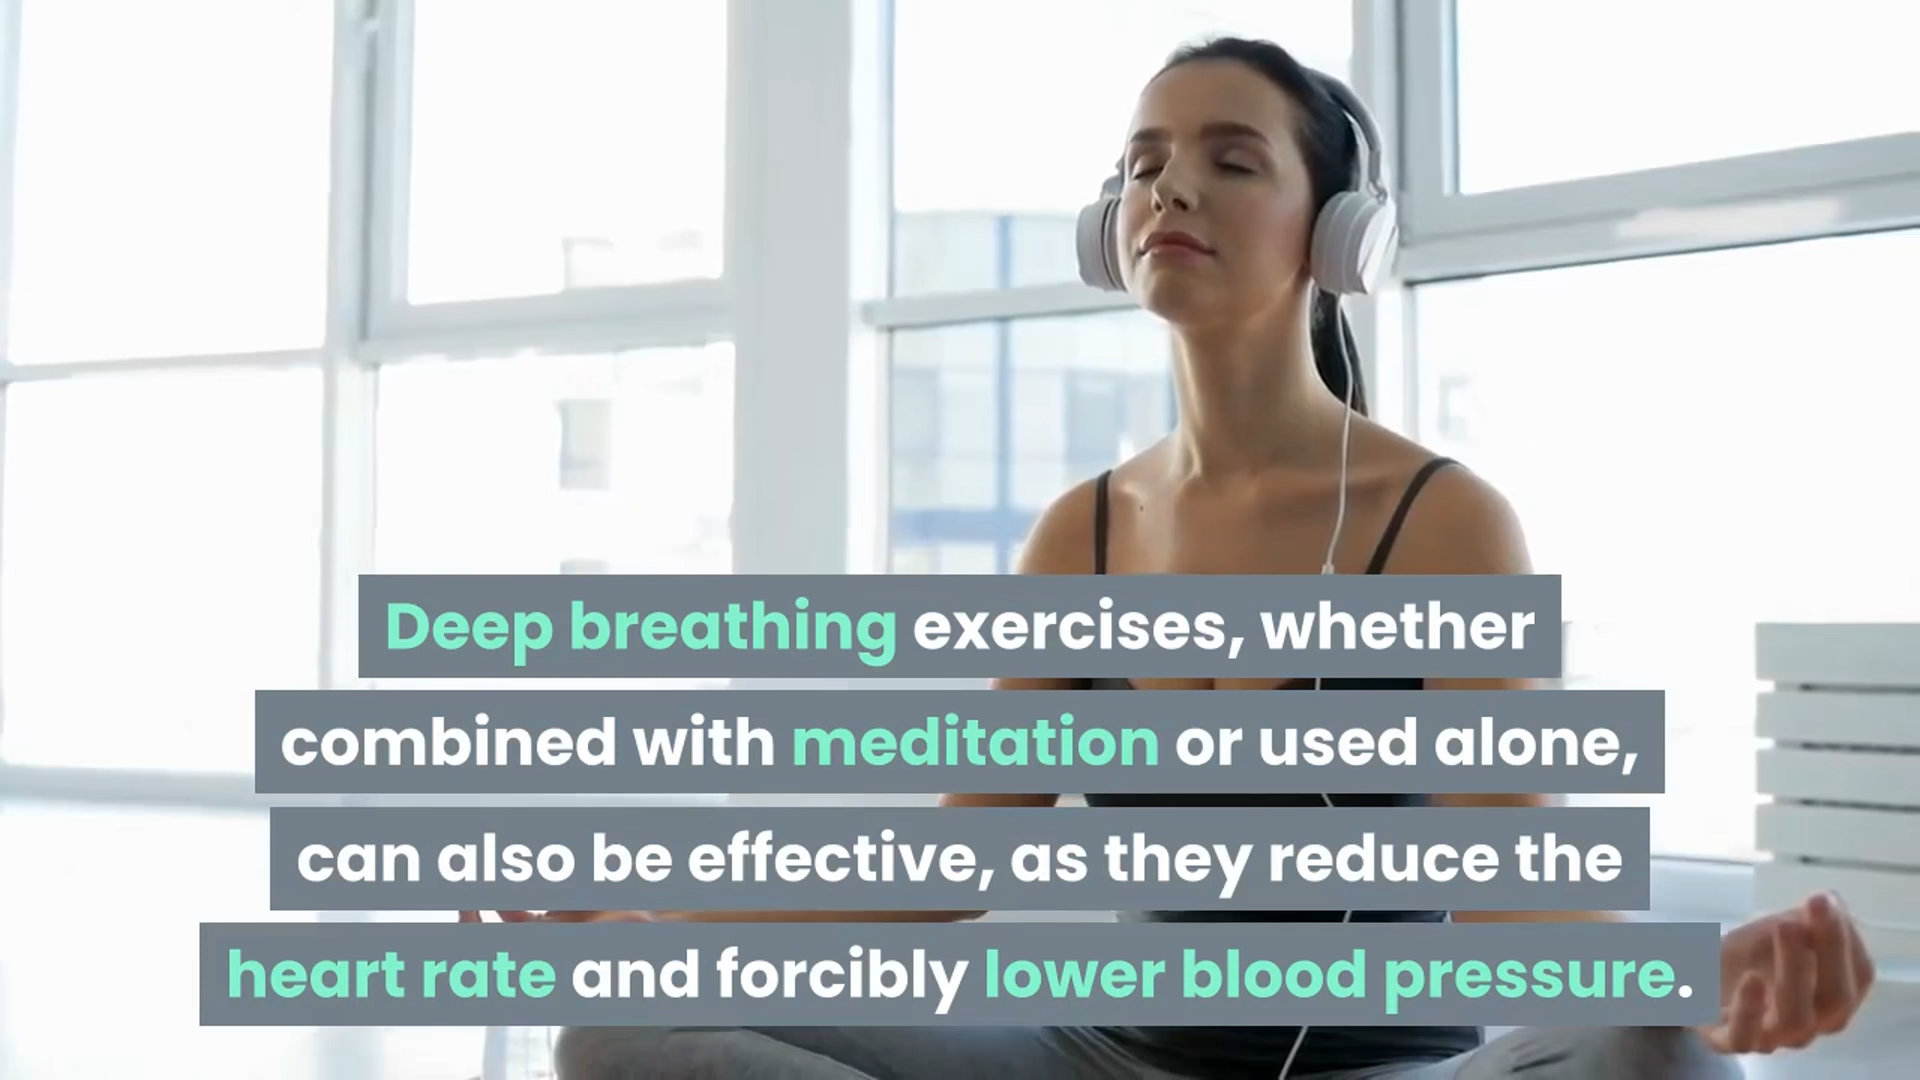 Deep breathing exercises, whether
combined with meditation or used alone,
can also be effective, as they reduce the
heart rate and forcibly lower blood pressure.